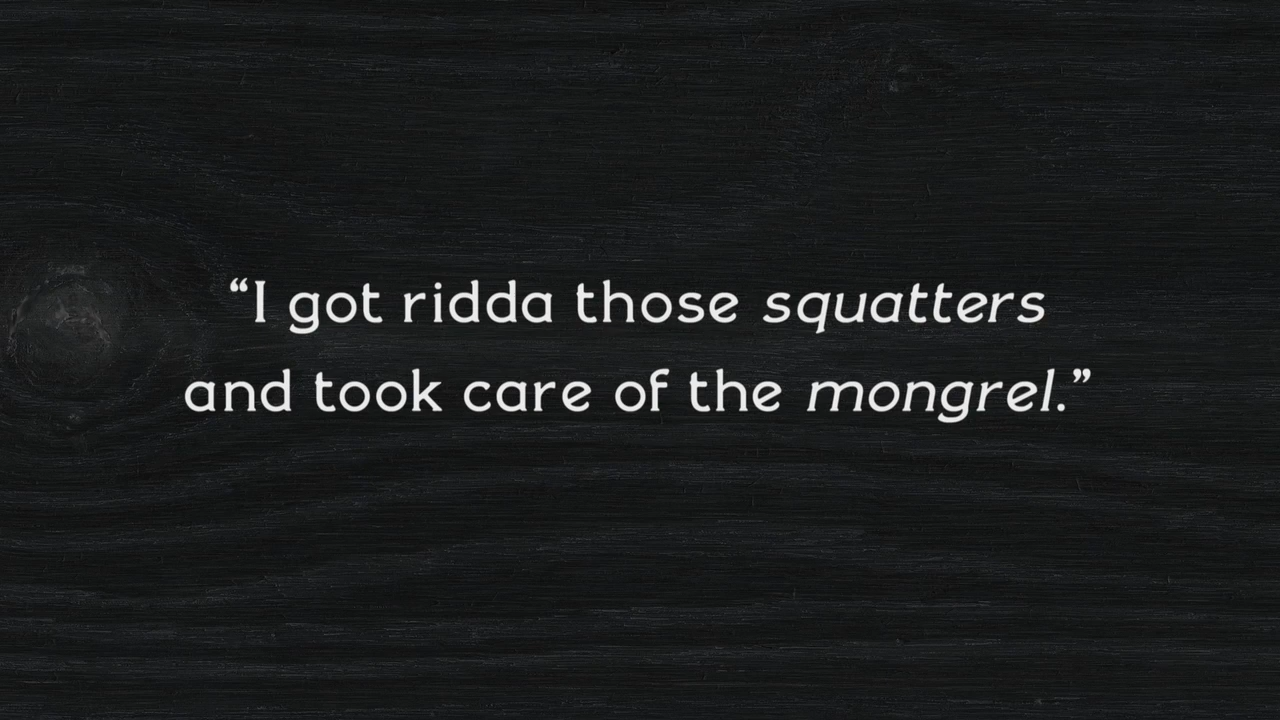 “I got ridda those squatters
and took care of the mongrel.”